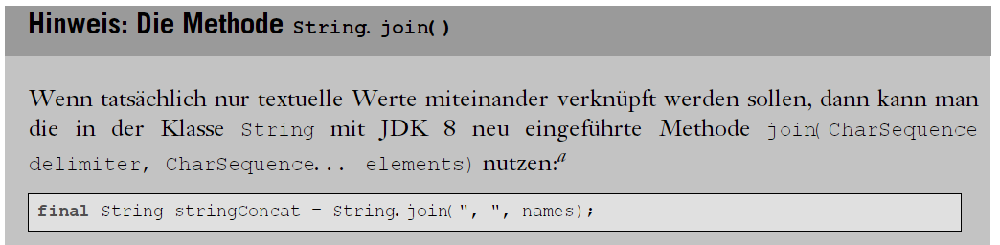 Hinweis: Die Methode String.join()
Wenn tatsächlich nur textuelle Werte miteinander verknüpft werden sollen, dann kann man
die in der Klasse String mit JDK 8 neu eingeführte Methode join(CharSequence
delimiter, CharSequence... elements) nutzen:a
final String stringConcat = String.join(", ", names);